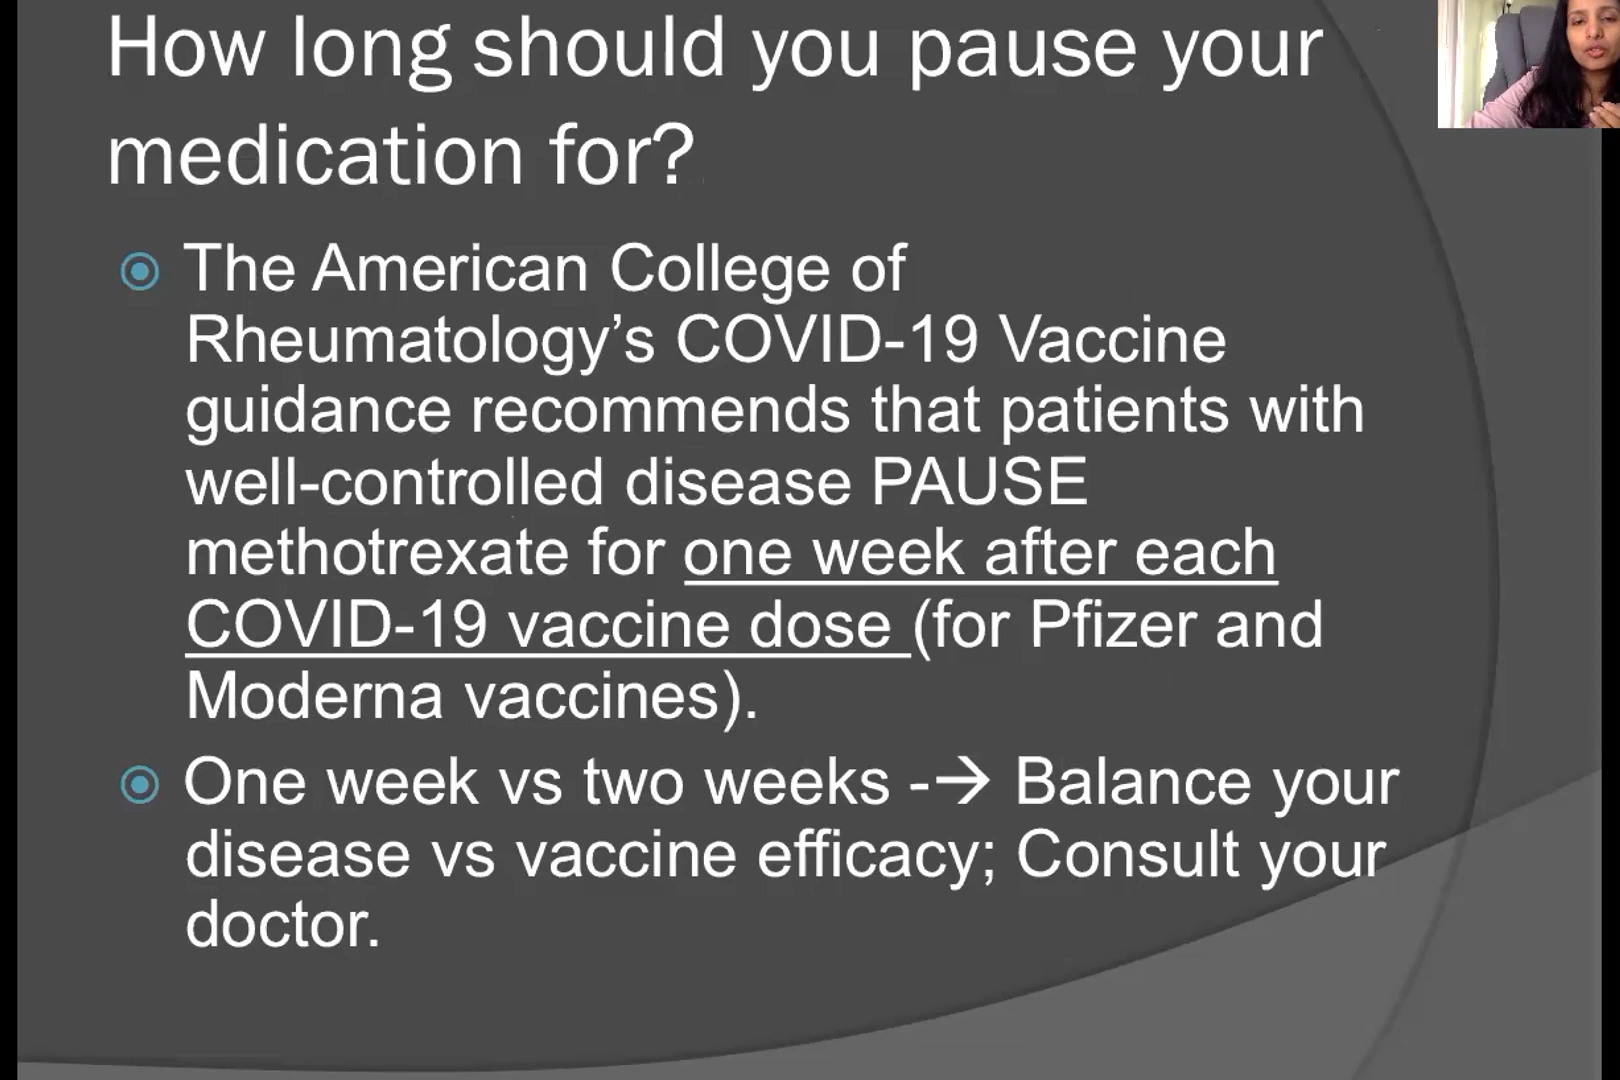 How long should you pause your
medication for?
The American College of
Rheumatology’s COVID-19 Vaccine
guidance recommends that patients with
well-controlled disease PAUSE
methotrexate for one week after each
COVID-19 vaccine dose (for Pfizer and
Moderna vaccines).
One week vs two weeks -→ Balance your
disease vs vaccine efficacy; Consult your
doctor.